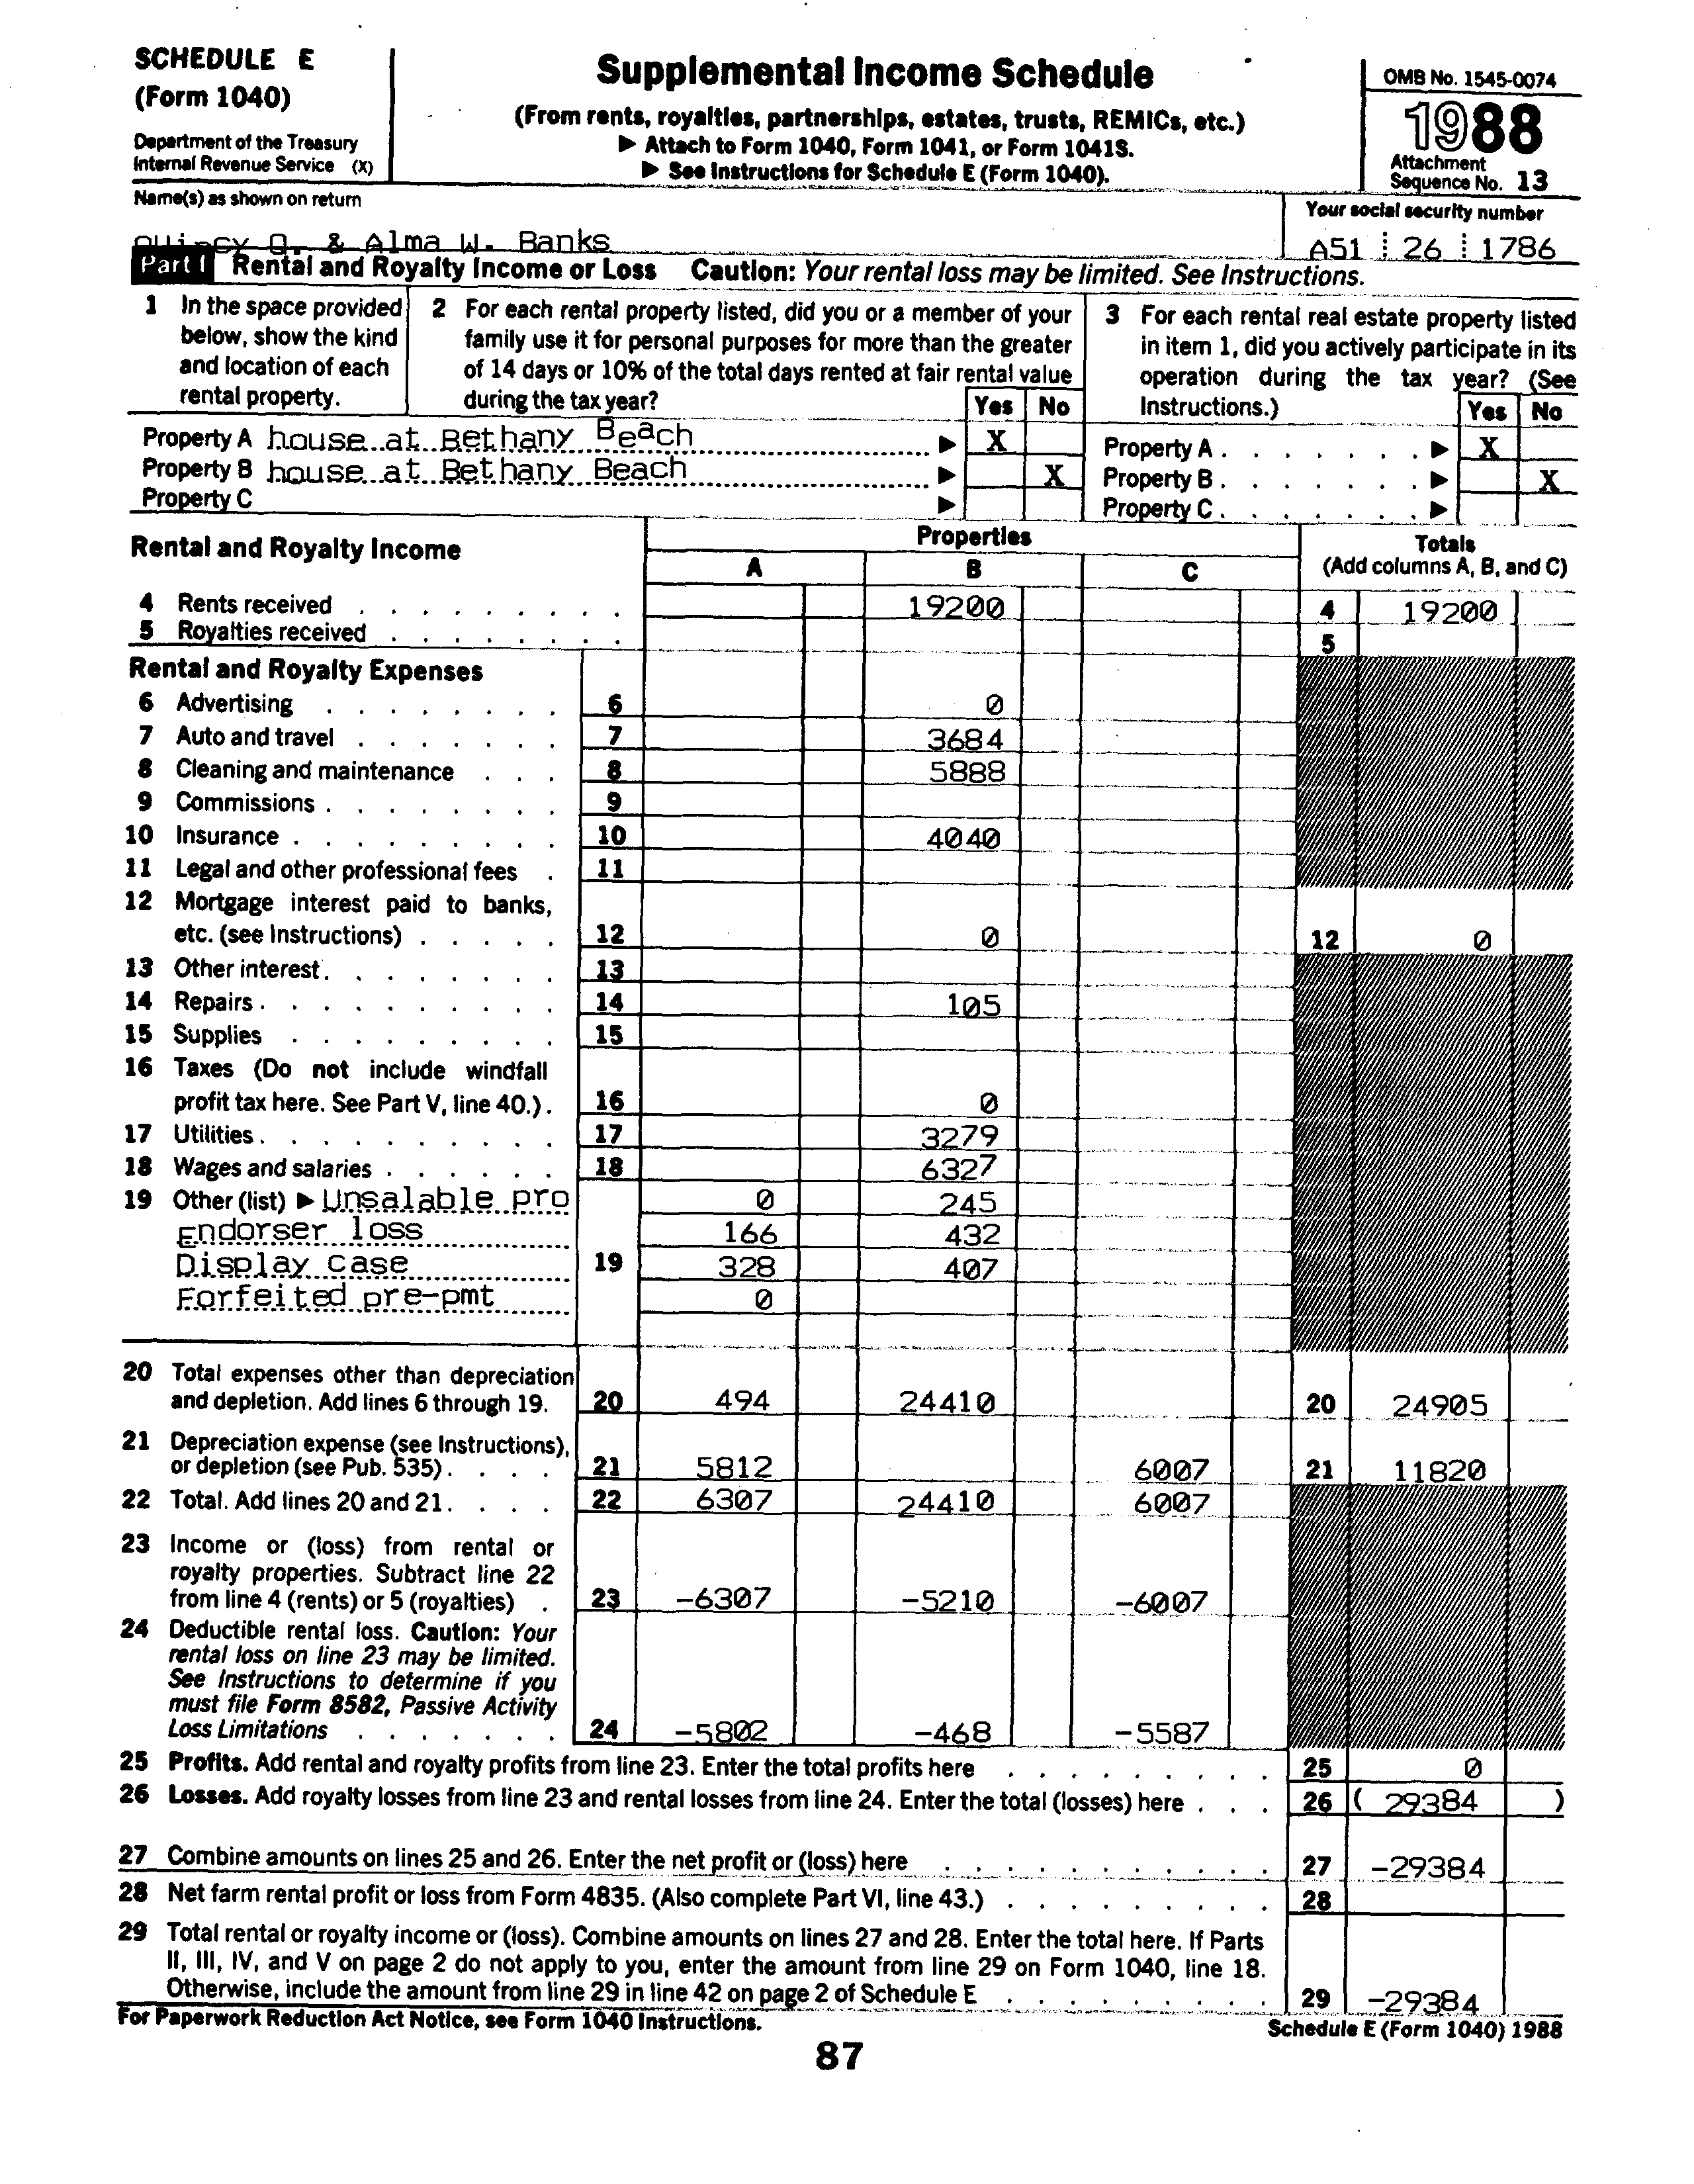 SCHEDULE E
(Form 1040)
Department of the Treasury
Internal Revenue Service (X)
Supplemental Income Schedule
(From rents, royalties, partnerships, estates, trusts, REMICs, etc.)
▶ Attach to Form 1040, Form 1041, or Form 1041S.
▶ See Instructions for Schedule E (Form 1040).
OMB No. 1545-0074
1988
Attachment
Sequence No. 13
Name(s) as shown on return
Quincy Q. & Alma W. Banks
Your social security number
A51 26 1786
Part I Rental and Royalty Income or Loss Caution: Your rental loss may be limited. See Instructions.
1 In the space provided
below, show the kind
and location of each
rental property.
2 For each rental property listed, did you or a member of your
family use it for personal purposes for more than the greater
of 14 days or 10% of the total days rented at fair rental value
during the tax year?
Yes No
3 For each rental real estate property listed
in item 1, did you actively participate in its
operation during the tax year? (See
Instructions.)
Yes No
Property A house at Bethany Beach ▶ X
Property A ▶ X
Property B house at Bethany Beach ▶ X
Property B ▶ X
Property C ▶
Property C ▶
Rental and Royalty Income
Properties
A B C
Totals
(Add columns A, B, and C)
4 Rents received 19200 4 19200
5 Royalties received 5
Rental and Royalty Expenses
6 Advertising 6 0
7 Auto and travel 7 3684
8 Cleaning and maintenance 8 5888
9 Commissions 9
10 Insurance 10 4040
11 Legal and other professional fees 11
12 Mortgage interest paid to banks,
etc. (see Instructions) 12 0 12 0
13 Other interest 13
14 Repairs 14 105
15 Supplies 15
16 Taxes (Do not include windfall
profit tax here. See Part V, line 40.) 16 0
17 Utilities 17 3279
18 Wages and salaries 18 6327
19 Other (list) ▶ Unsalable pro 0 245
Endorser loss 166 432
Display case 19 328 407
Forfeited pre-pmt 0
20 Total expenses other than depreciation
and depletion. Add lines 6 through 19. 20 494 24410 20 24905
21 Depreciation expense (see Instructions),
or depletion (see Pub. 535) 21 5812 6007 21 11820
22 Total. Add lines 20 and 21 22 6307 24410 6007
23 Income or (loss) from rental or
royalty properties. Subtract line 22
from line 4 (rents) or 5 (royalties) 23 -6307 -5210 -6007
24 Deductible rental loss. Caution: Your
rental loss on line 23 may be limited.
See Instructions to determine if you
must file Form 8582, Passive Activity
Loss Limitations 24 -5802 -468 -5587
25 Profits. Add rental and royalty profits from line 23. Enter the total profits here 25 0
26 Losses. Add royalty losses from line 23 and rental losses from line 24. Enter the total (losses) here 26 ( 29384 )
27 Combine amounts on lines 25 and 26. Enter the net profit or (loss) here 27 -29384
28 Net farm rental profit or loss from Form 4835. (Also complete Part VI, line 43.) 28
29 Total rental or royalty income or (loss). Combine amounts on lines 27 and 28. Enter the total here. If Parts
II, III, IV, and V on page 2 do not apply to you, enter the amount from line 29 on Form 1040, line 18.
Otherwise, include the amount from line 29 in line 42 on page 2 of Schedule E 29 -29384
For Paperwork Reduction Act Notice, see Form 1040 Instructions.
Schedule E (Form 1040) 1988
87